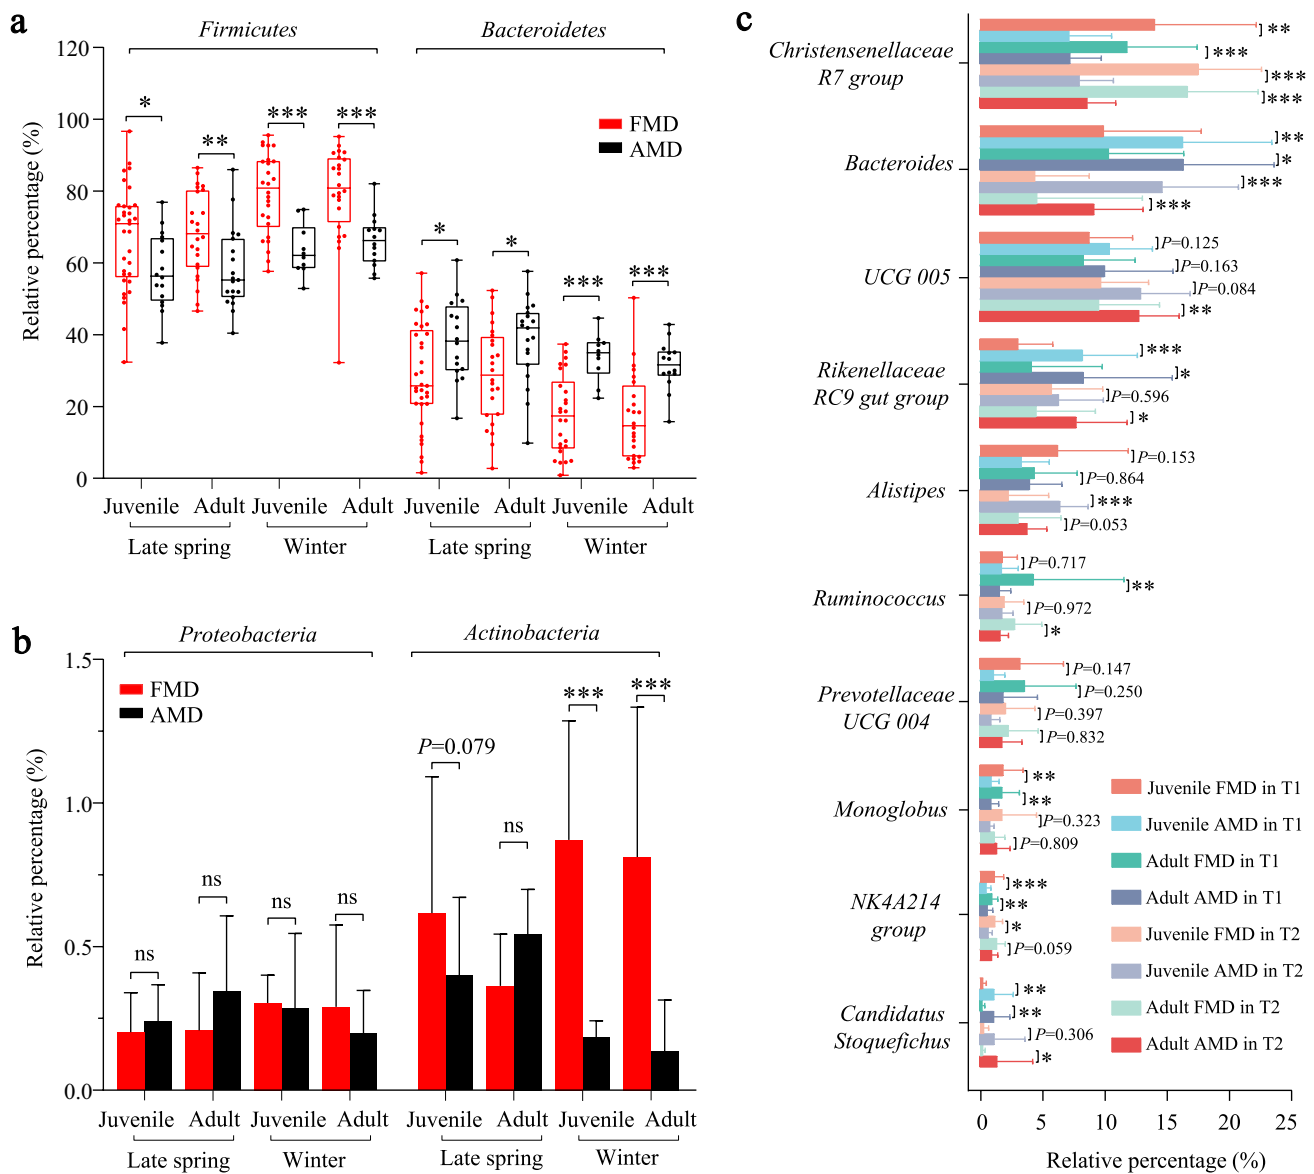 a
Firmicutes
Bacteroidetes
Relative percentage (%)
120
100
80
60
40
20
0
*
**
***
***
*
*
***
***
FMD
AMD
Juvenile
Adult
Juvenile
Adult
Juvenile
Adult
Juvenile
Adult
Late spring
Winter
Late spring
Winter
b
Proteobacteria
Actinobacteria
Relative percentage (%)
1.5
1.0
0.5
0.0
FMD
AMD
ns
ns
ns
ns
P=0.079
ns
***
***
Juvenile
Adult
Juvenile
Adult
Juvenile
Adult
Juvenile
Adult
Late spring
Winter
Late spring
Winter
c
Christensenellaceae
R7 group
**
***
***
***
Bacteroides
**
*
***
***
UCG 005
P=0.125
P=0.163
P=0.084
**
Rikenellaceae
RC9 gut group
***
*
P=0.596
*
Alistipes
P=0.153
P=0.864
***
P=0.053
Ruminococcus
P=0.717
**
P=0.972
*
Prevotellaceae
UCG 004
P=0.147
P=0.250
P=0.397
P=0.832
Monoglobus
**
**
P=0.323
P=0.809
NK4A214
group
***
**
*
P=0.059
Candidatus
Stoquefichus
**
**
P=0.306
*
Juvenile FMD in T1
Juvenile AMD in T1
Adult FMD in T1
Adult AMD in T1
Juvenile FMD in T2
Juvenile AMD in T2
Adult FMD in T2
Adult AMD in T2
0
5
10
15
20
25
Relative percentage (%)